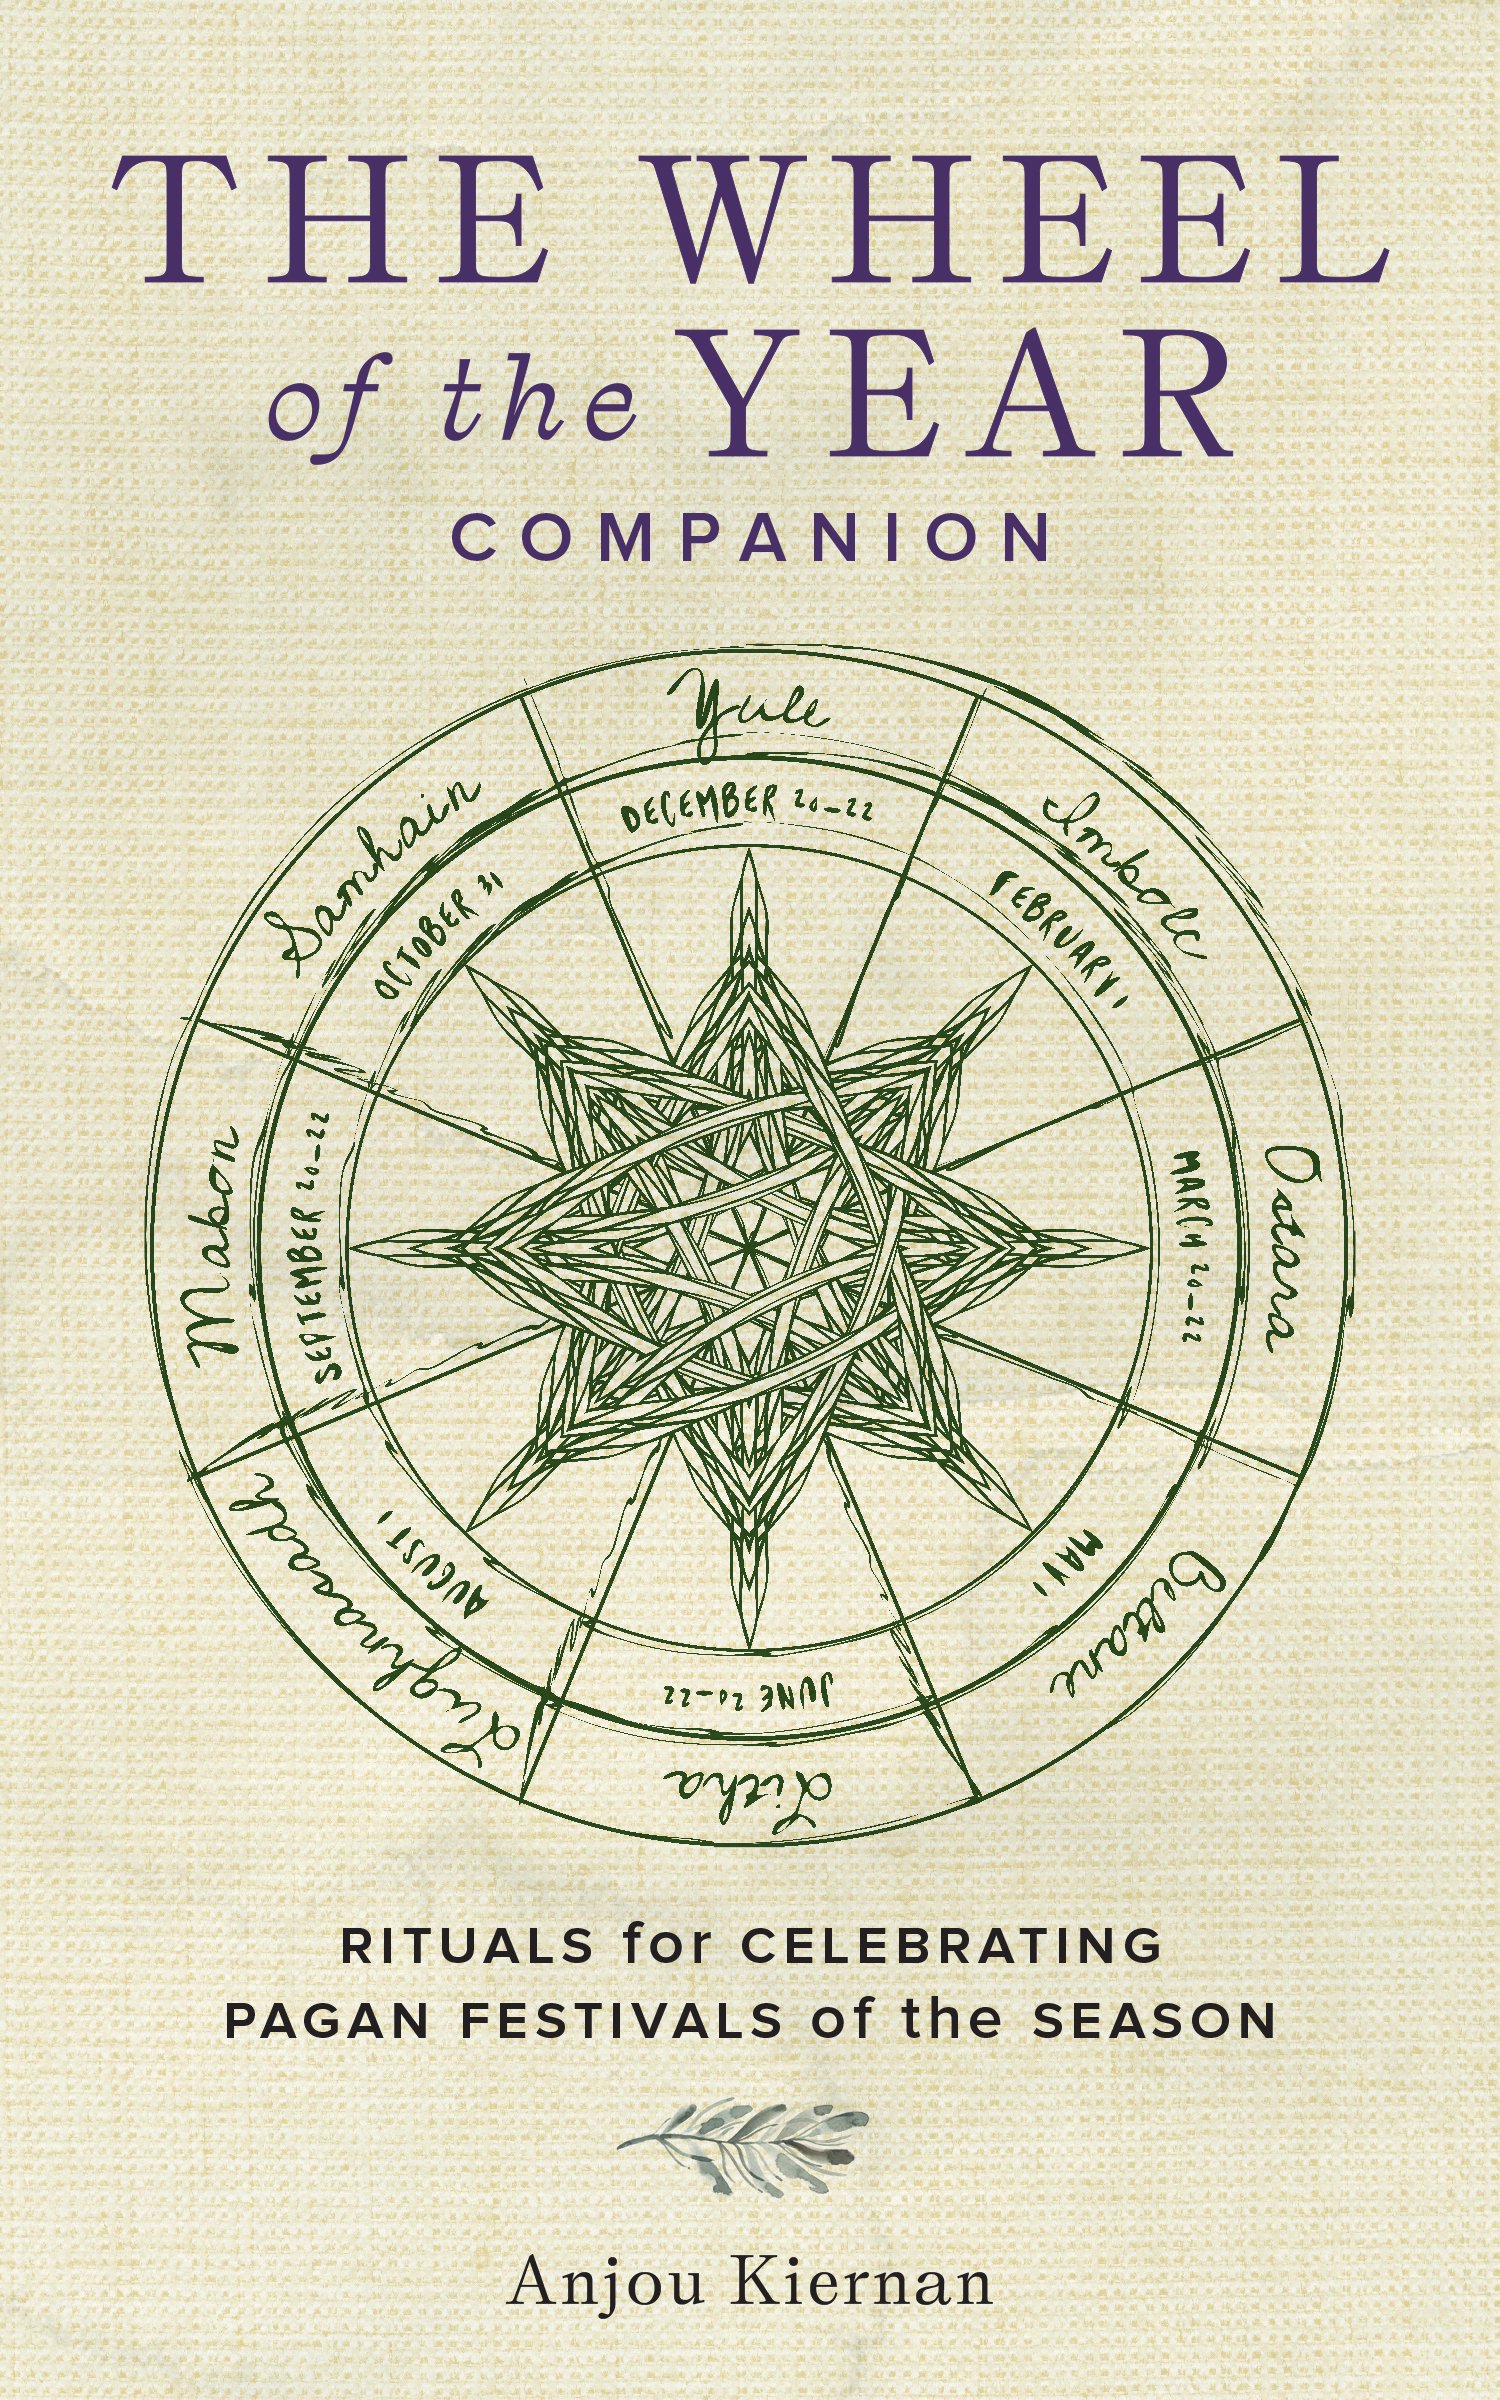 THE WHEEL
of the YEAR
COMPANION
Yule
DECEMBER 20-22
Imbolc
FEBRUARY 1
Ostara
MARCH 20-22
Beltane
MAY 1
Litha
JUNE 20-22
Lughnasadh
AUGUST 1
Mabon
SEPTEMBER 20-22
Samhain
OCTOBER 31
RITUALS for CELEBRATING
PAGAN FESTIVALS of the SEASON
Anjou Kiernan